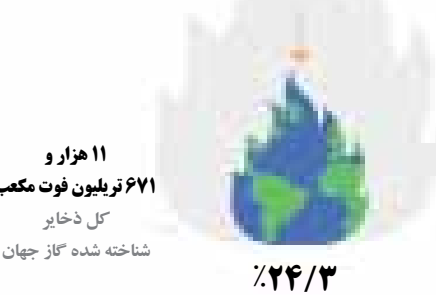 ۱۱ هزار و
۶۷۱ تریلیون فوت مکعب
کل ذخایر
شناخته شده گاز جهان
٪۲۴/۳